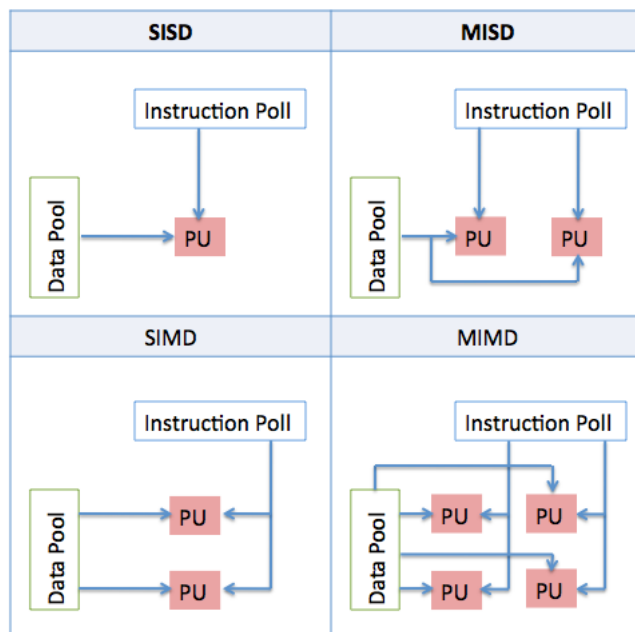 SISD
MISD
Instruction Poll
Data Pool
PU
Instruction Poll
Data Pool
PU
PU
SIMD
MIMD
Instruction Poll
Data Pool
PU
PU
Instruction Poll
Data Pool
PU
PU
PU
PU